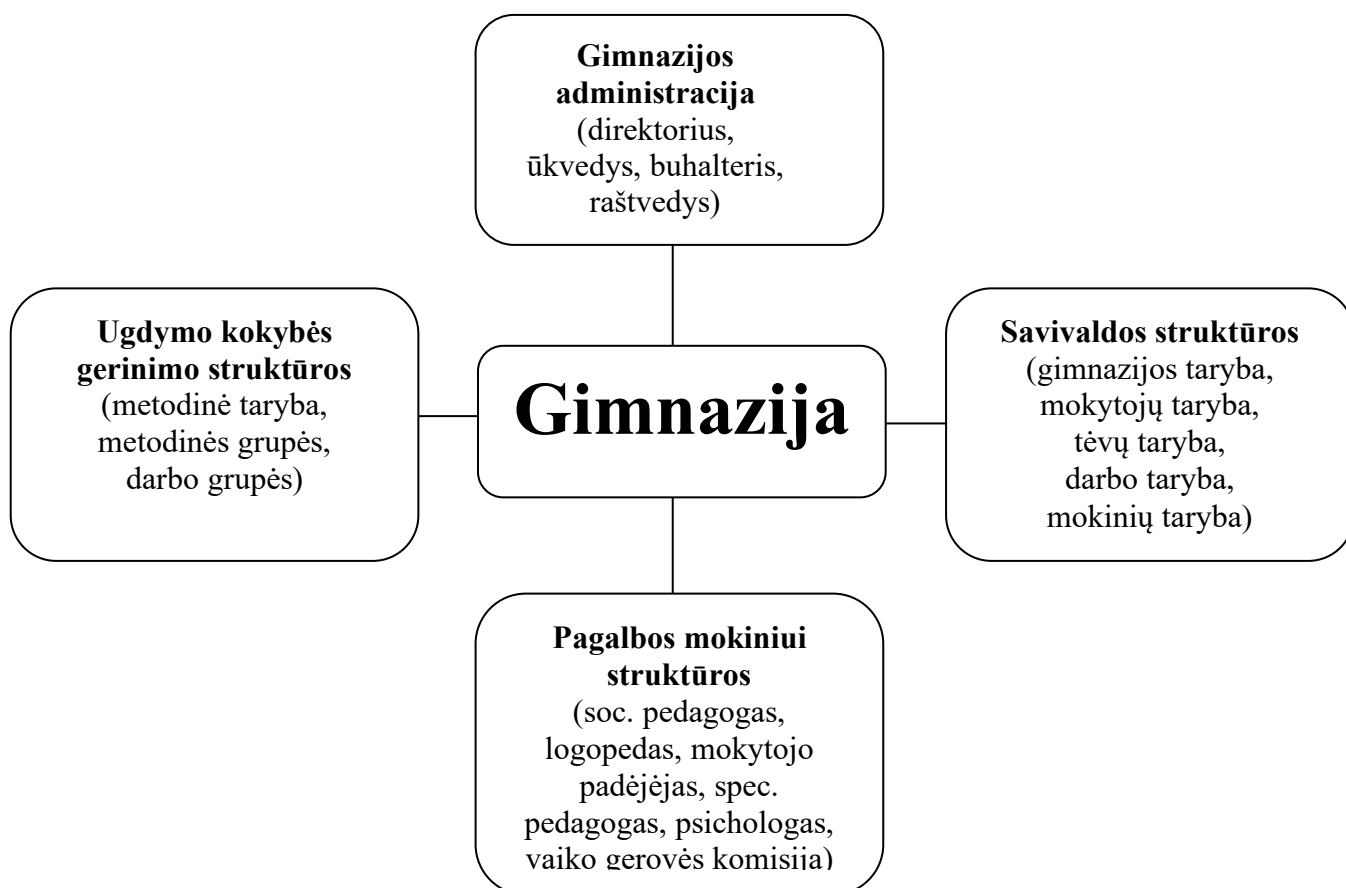 Gimnazijos
administracija
(direktorius,
ūkvedys, buhalteris,
raštvedys)
Ugdymo kokybės
gerinimo struktūros
(metodinė taryba,
metodinės grupės,
darbo grupės)
Gimnazija
Savivaldos struktūros
(gimnazijos taryba,
mokytojų taryba,
tėvų taryba,
darbo taryba,
mokinių taryba)
Pagalbos mokiniui
struktūros
(soc. pedagogas,
logopedas, mokytojo
padėjėjas, spec.
pedagogas, psichologas,
vaiko gerovės komisija)